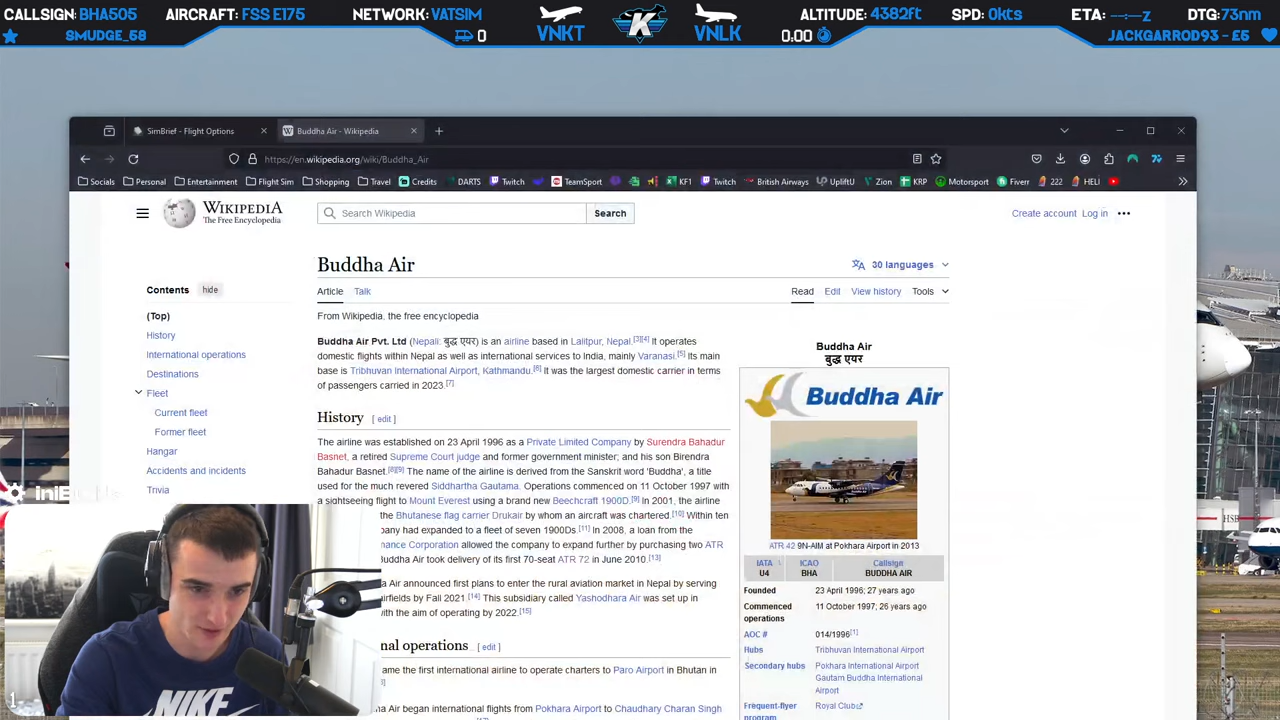 CALLSIGN: BHA505
AIRCRAFT: FSS E175
NETWORK: VATSIM
ALTITUDE: 4382ft
SPD: 0kts
ETA: --:--z
DTG: 73nm
SMUDGE_58
0
VNKT
K
VNLK
0:00
JACKGARROD93 - £5
SimBrief - Flight Options
Buddha Air - Wikipedia
https://en.wikipedia.org/wiki/Buddha_Air
Socials
Personal
Entertainment
Flight Sim
Shopping
Travel
Credits
DARTS
Twitch
TeamSport
KF1
Twitch
British Airways
UpliftU
Zion
KRP
Motorsport
Fiverr
222
HELI
WIKIPEDIA
The Free Encyclopedia
Search Wikipedia
Search
Create account
Log in
Buddha Air
30 languages
Contents
hide
Article
Talk
Read
Edit
View history
Tools
(Top)
History
International operations
Destinations
Fleet
Current fleet
Former fleet
Hangar
Accidents and incidents
Trivia
From Wikipedia, the free encyclopedia
Buddha Air Pvt. Ltd (Nepali: बुद्ध एयर) is an airline based in Lalitpur, Nepal.[3][4] It operates
domestic flights within Nepal as well as international services to India, mainly Varanasi.[5] Its main
base is Tribhuvan International Airport, Kathmandu.[6] It was the largest domestic carrier in terms
of passengers carried in 2023.[7]
History [ edit ]
The airline was established on 23 April 1996 as a Private Limited Company by Surendra Bahadur
Basnet, a retired Supreme Court judge and former government minister; and his son Birendra
Bahadur Basnet.[8][9] The name of the airline is derived from the Sanskrit word 'Buddha', a title
used for the much revered Siddhartha Gautama. Operations commenced on 11 October 1997 with
a sightseeing flight to Mount Everest using a brand new Beechcraft 1900D.[9] In 2001, the airline
the Bhutanese flag carrier Drukair by whom an aircraft was chartered.[10] Within ten
any had expanded to a fleet of seven 1900Ds.[11] In 2008, a loan from the
nance Corporation allowed the company to expand further by purchasing two ATR
Buddha Air took delivery of its first 70-seat ATR 72 in June 2010.[13]
a Air announced first plans to enter the rural aviation market in Nepal by serving
irfields by Fall 2021.[14] This subsidiary called Yashodhara Air was set up in
with the aim of operating by 2022.[15]
nal operations [ edit ]
ame the first international airline to operate charters to Paro Airport in Bhutan in
a Air began international flights from Pokhara Airport to Chaudhary Charan Singh
Buddha Air
बुद्ध एयर
Buddha Air
ATR 42 9N-AIM at Pokhara Airport in 2013
IATA
ICAO
Callsign
U4
BHA
BUDDHA AIR
Founded
23 April 1996; 27 years ago
Commenced operations
11 October 1997; 26 years ago
AOC #
014/1996[1]
Hubs
Tribhuvan International Airport
Secondary hubs
Pokhara International Airport
Gautam Buddha International
Airport
Frequent-flyer
program
Royal Club
NIKE